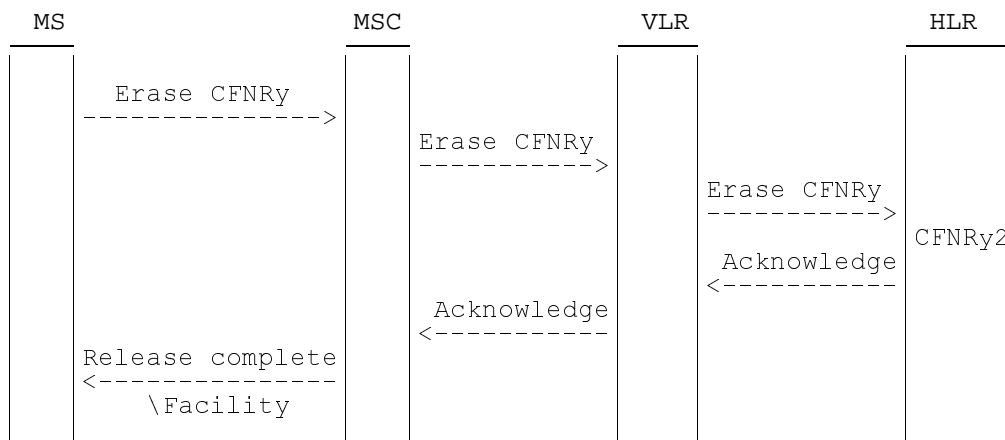 MS MSC VLR HLR
Erase CFNRy
Erase CFNRy
Erase CFNRy
CFNRy2
Acknowledge
Acknowledge
Release complete
\Facility